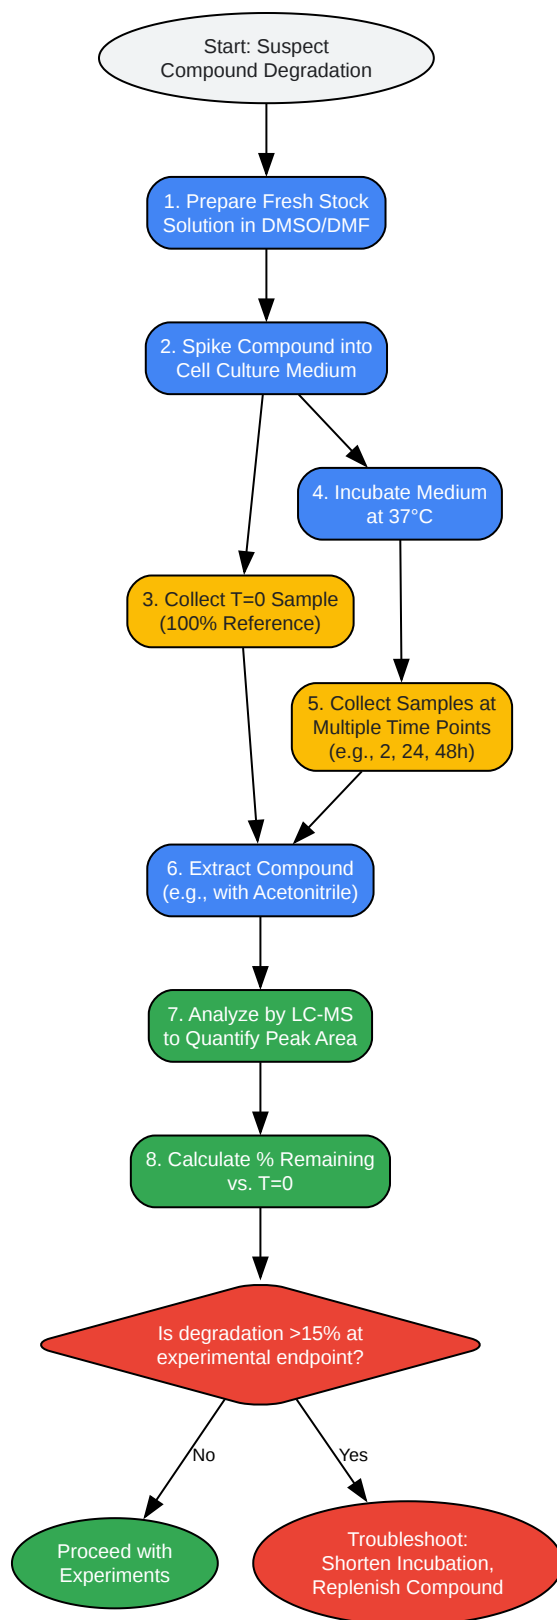 Start: Suspect
Compound Degradation
1. Prepare Fresh Stock
Solution in DMSO/DMF
2. Spike Compound into
Cell Culture Medium
4. Incubate Medium
at 37°C
3. Collect T=0 Sample
(100% Reference)
5. Collect Samples at
Multiple Time Points
(e.g., 2, 24, 48h)
6. Extract Compound
(e.g., with Acetonitrile)
7. Analyze by LC-MS
to Quantify Peak Area
8. Calculate % Remaining
vs. T=0
Is degradation >15% at
experimental endpoint?
No
Yes
Proceed with
Experiments
Troubleshoot:
Shorten Incubation,
Replenish Compound